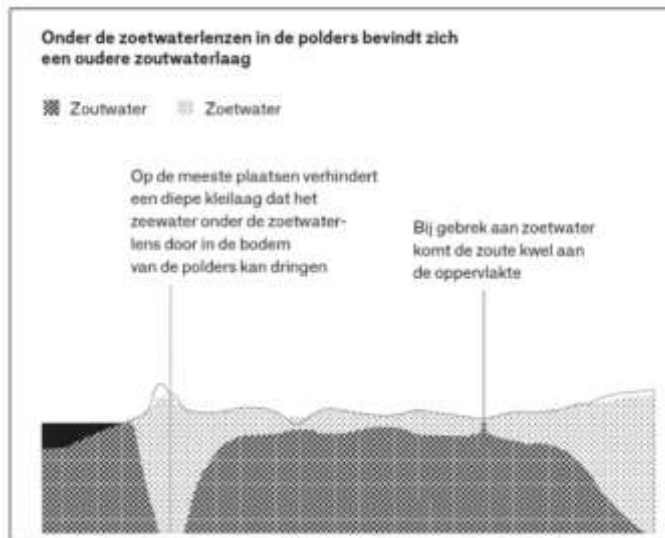 Onder de zoetwaterlenzen in de polders bevindt zich
een oudere zoutwaterlaag
Zoutwater
Zoetwater
Op de meeste plaatsen verhindert
een diepe kleilaag dat het
zeewater onder de zoetwater-
lens door in de bodem
van de polders kan dringen
Bij gebrek aan zoetwater
komt de zoute kwel aan
de oppervlakte